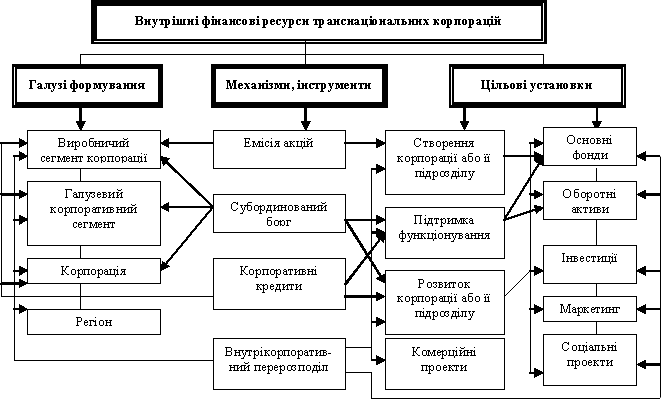 Внутрішні фінансові ресурси транснаціональних корпорацій
Галузі формування
Механізми, інструменти
Цільові установки
Виробничий
сегмент корпорації
Галузевий
корпоративний
сегмент
Корпорація
Регіон
Емісія акцій
Субординований
борг
Корпоративні
кредити
Внутрікорпоратив-
ний перерозподіл
Створення
корпорації або її
підрозділу
Підтримка
функціонування
Розвиток
корпорації або її
підрозділу
Комерційні
проекти
Основні
фонди
Оборотні
активи
Інвестиції
Маркетинг
Соціальні
проекти